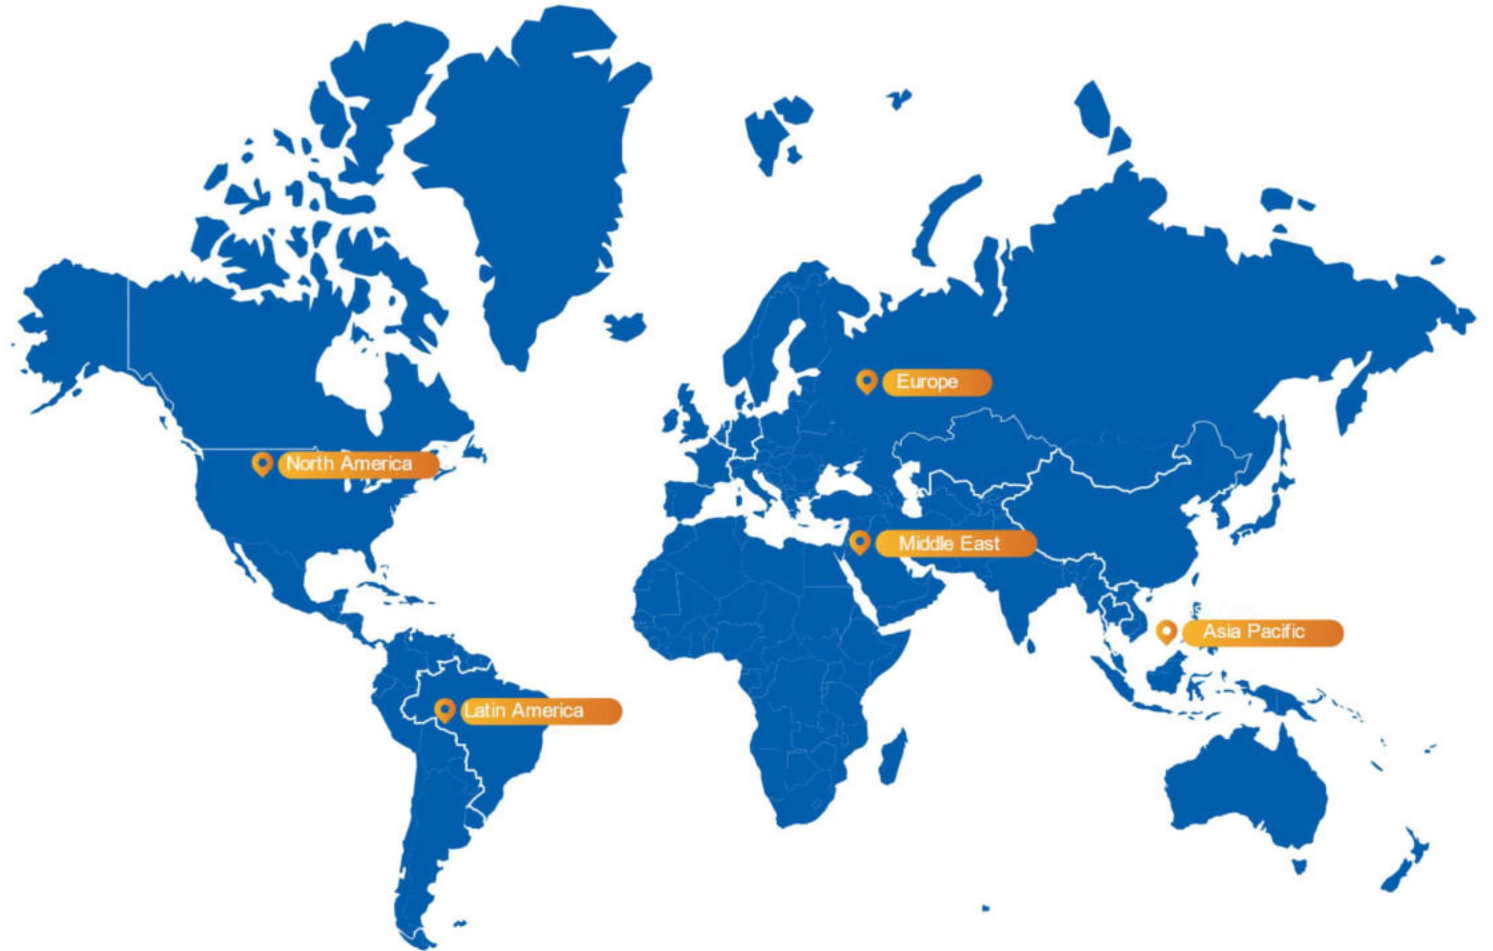 Europe
North America
Middle East
Asia Pacific
Latin America